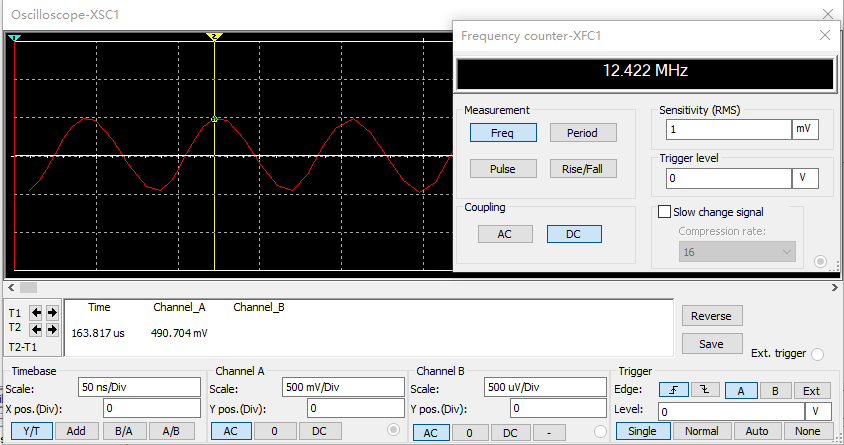 Oscilloscope-XSC1
1
2
Frequency counter-XFC1
12.422 MHz
Measurement
Freq
Period
Pulse
Rise/Fall
Coupling
AC
DC
Sensitivity (RMS)
1
mV
Trigger level
0
V
Slow change signal
Compression rate:
16
T1
T2
T2-T1
Time Channel_A Channel_B
163.817 us 490.704 mV
Reverse
Save
Ext. trigger
Timebase
Scale: 50 ns/Div
X pos.(Div): 0
Y/T Add B/A A/B
Channel A
Scale: 500 mV/Div
Y pos.(Div): 0
AC 0 DC
Channel B
Scale: 500 uV/Div
Y pos.(Div): 0
AC 0 DC -
Trigger
Edge: A B Ext
Level: 0 V
Single Normal Auto None